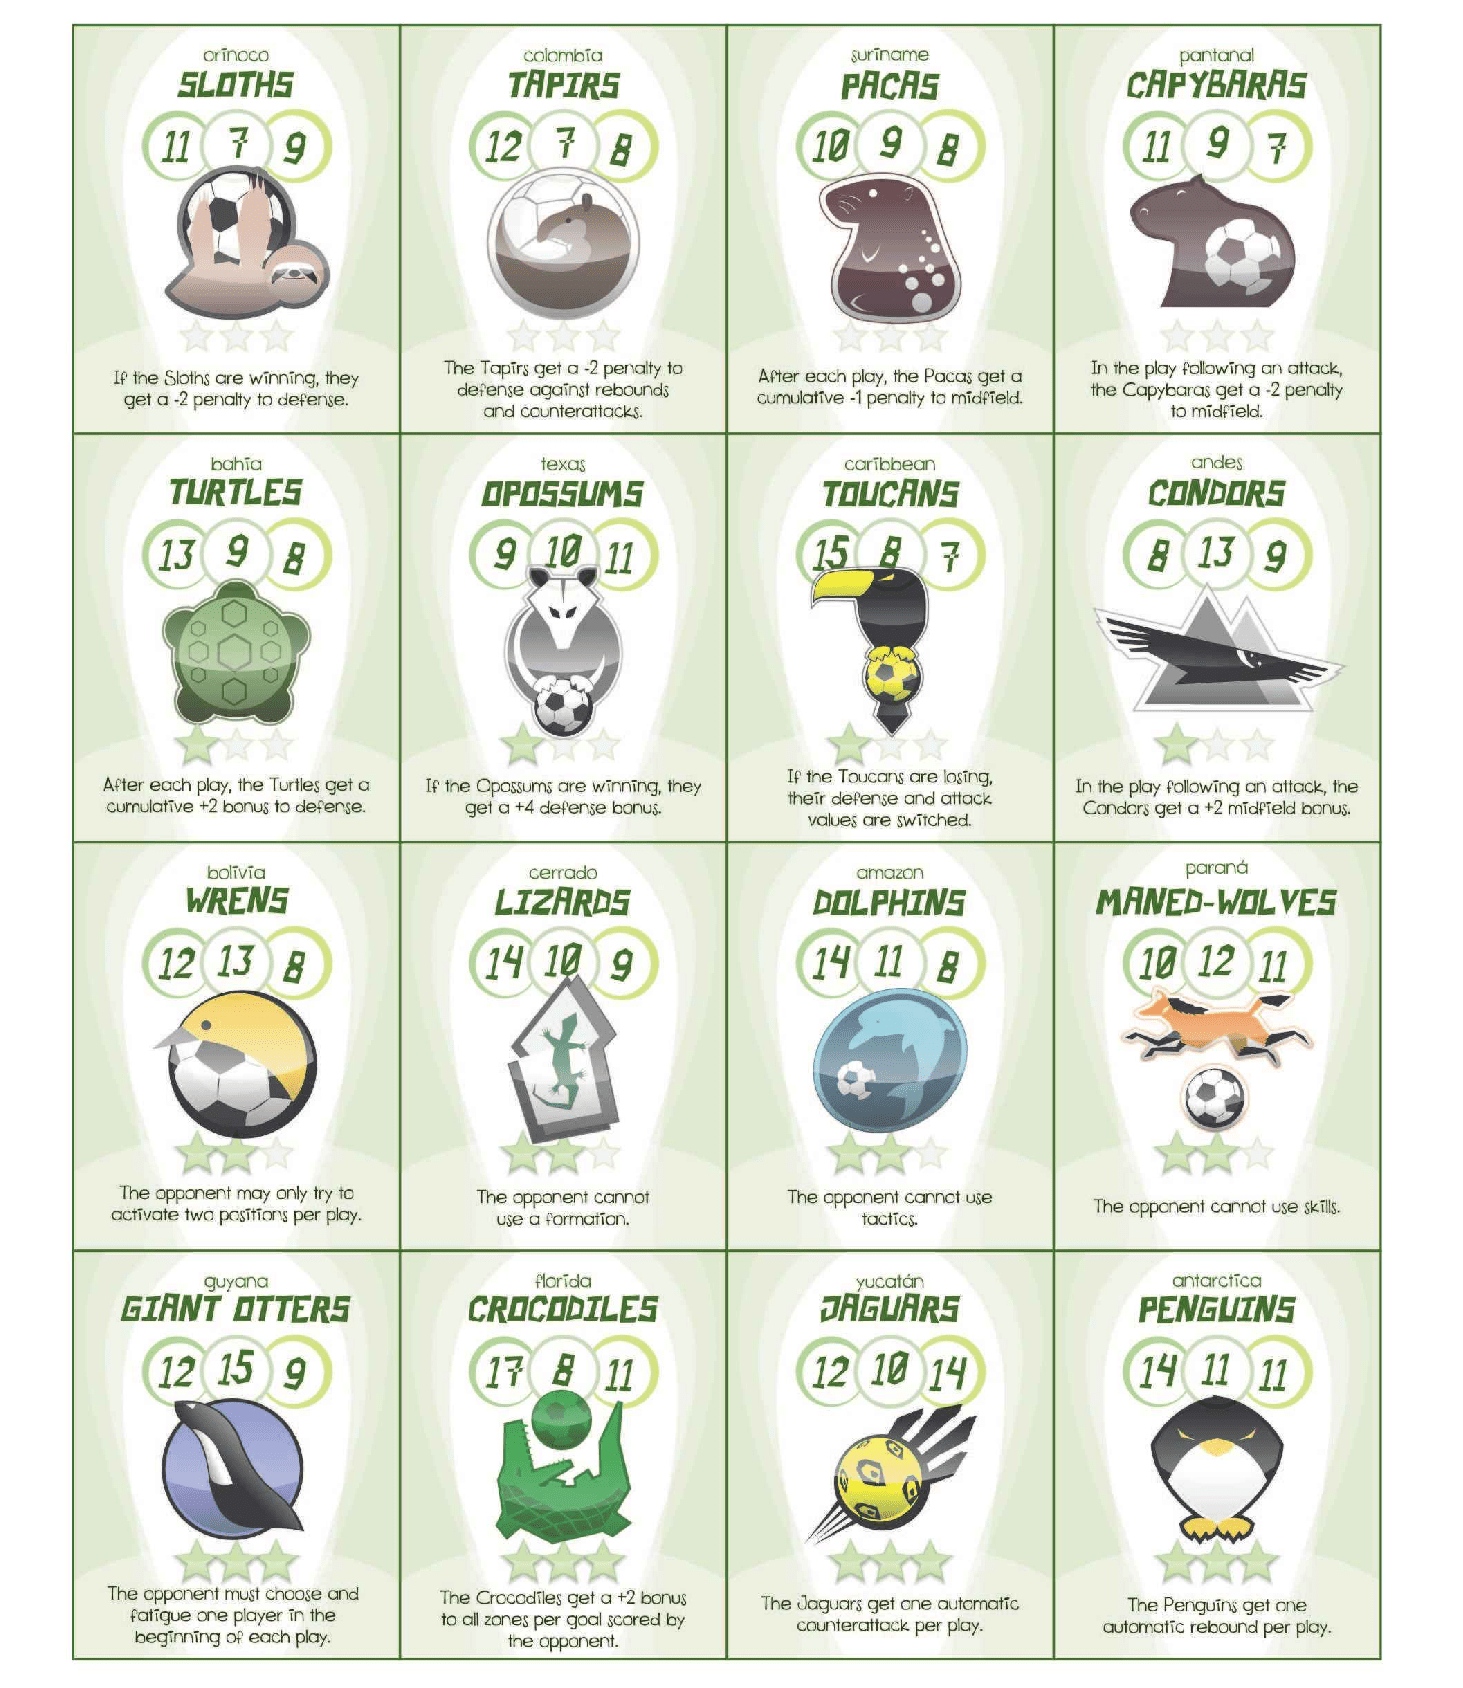 orinoco
SLOTHS
11 7 9
If the Sloths are winning, they
get a -2 penalty to defense.
colombia
TAPIRS
12 7 8
The Tapirs get a -2 penalty to
defense against rebounds
and counterattacks.
suriname
PACAS
10 9 8
After each play, the Pacas get a
cumulative -1 penalty to midfield.
pantanal
CAPYBARAS
11 9 7
In the play following an attack,
the Capybaras get a -2 penalty
to midfield.
bahia
TURTLES
13 9 8
After each play, the Turtles get a
cumulative +2 bonus to defense.
texas
OPOSSUMS
9 10 11
If the Opossums are winning, they
get a +4 defense bonus.
caribbean
TOUCANS
15 8 7
If the Toucans are losing,
their defense and attack
values are switched.
andes
CONDORS
8 13 9
In the play following an attack, the
Condors get a +2 midfield bonus.
bolivia
WRENS
12 13 8
The opponent may only try to
activate two positions per play.
cerrado
LIZARDS
14 10 9
The opponent cannot
use a formation.
amazon
DOLPHINS
14 11 8
The opponent cannot use
tactics.
paraná
MANED-WOLVES
10 12 11
The opponent cannot use skills.
guyana
GIANT OTTERS
12 15 9
The opponent must choose and
fatigue one player in the
beginning of each play.
florida
CROCODILES
17 8 11
The Crocodiles get a +2 bonus
to all zones per goal scored by
the opponent.
yucatán
JAGUARS
12 10 14
The Jaguars get one automatic
counterattack per play.
antarctica
PENGUINS
14 11 11
The Penguins get one
automatic rebound per play.